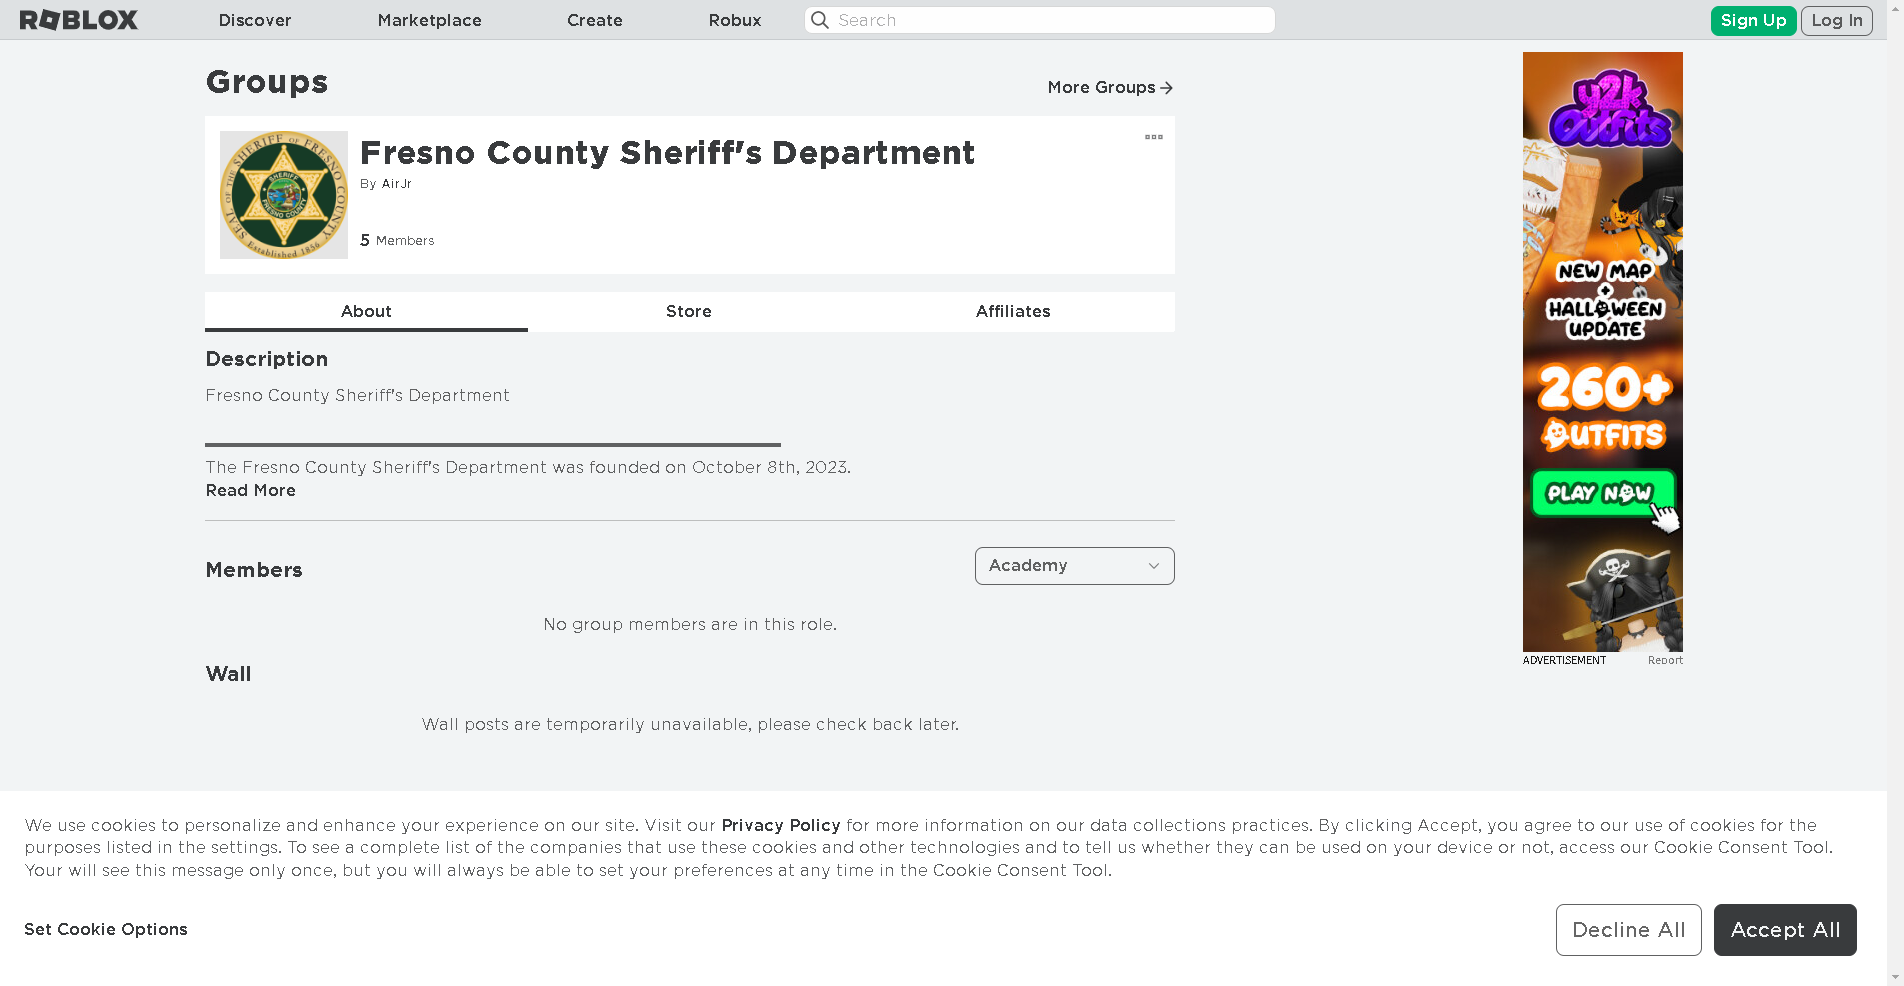 ROBLOX
Discover
Marketplace
Create
Robux
Search
Sign Up
Log In
Groups
More Groups
SEAL OF THE SHERIFF OF FRESNO COUNTY
SHERIFF
FRESNO COUNTY
Established 1856
Fresno County Sheriff's Department
By AirJr
5 Members
About
Store
Affiliates
Description
Fresno County Sheriff's Department
The Fresno County Sheriff's Department was founded on October 8th, 2023.
Read More
Members
Academy
No group members are in this role.
Wall
Wall posts are temporarily unavailable, please check back later.
y2k
Outfits
NEW MAP
+
HALLOWEEN
UPDATE
260+
OUTFITS
PLAY NOW
ADVERTISEMENT
Report
We use cookies to personalize and enhance your experience on our site. Visit our Privacy Policy for more information on our data collections practices. By clicking Accept, you agree to our use of cookies for the
purposes listed in the settings. To see a complete list of the companies that use these cookies and other technologies and to tell us whether they can be used on your device or not, access our Cookie Consent Tool.
Your will see this message only once, but you will always be able to set your preferences at any time in the Cookie Consent Tool.
Set Cookie Options
Decline All
Accept All